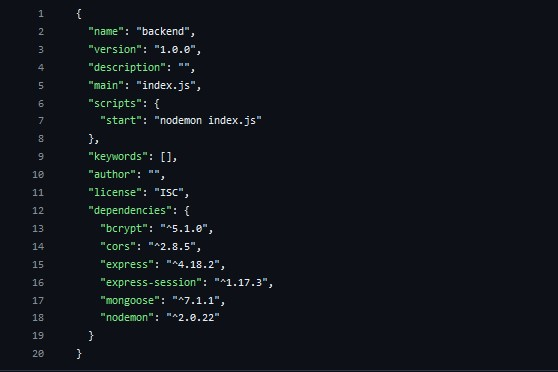 1 {
2 "name": "backend",
3 "version": "1.0.0",
4 "description": "",
5 "main": "index.js",
6 "scripts": {
7 "start": "nodemon index.js"
8 },
9 "keywords": [],
10 "author": "",
11 "license": "ISC",
12 "dependencies": {
13 "bcrypt": "^5.1.0",
14 "cors": "^2.8.5",
15 "express": "^4.18.2",
16 "express-session": "^1.17.3",
17 "mongoose": "^7.1.1",
18 "nodemon": "^2.0.22"
19 }
20 }